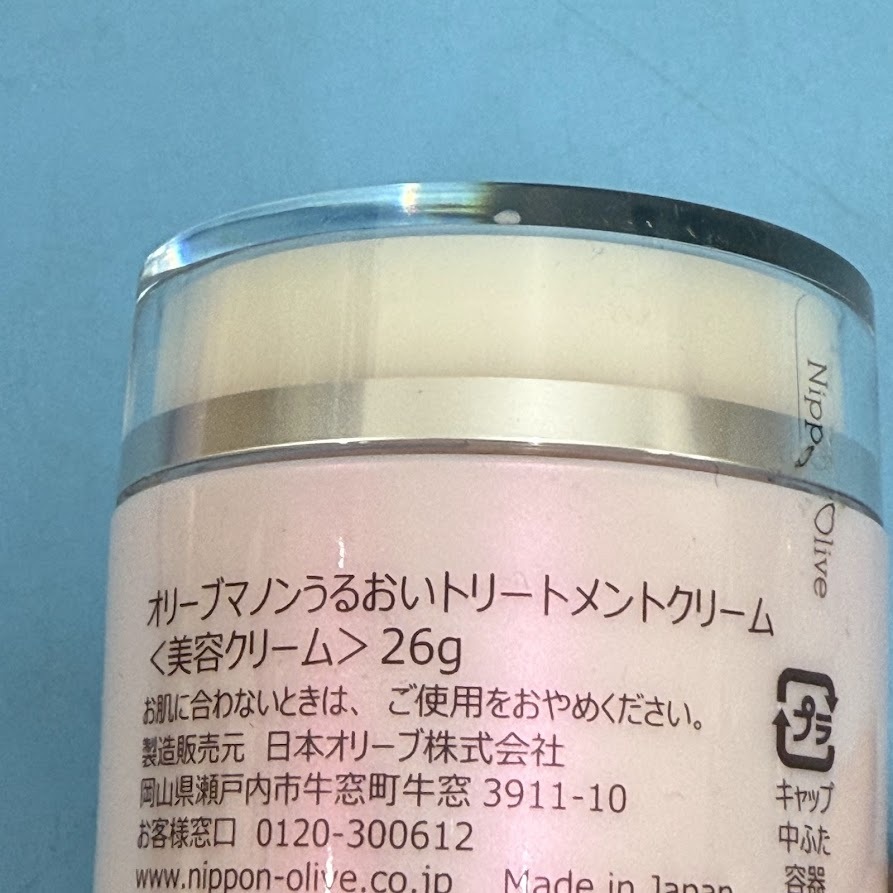 オリーブマノンうるおいトリートメントクリーム
＜美容クリーム＞ 26g
お肌に合わないときは、ご使用をおやめください。
製造販売元 日本オリーブ株式会社
岡山県瀬戸内市牛窓町牛窓 3911-10
お客様窓口 0120-300612
www.nippon-olive.co.jp Made in Japan
Nippon Olive
プラ
キャップ
中ふた
容器